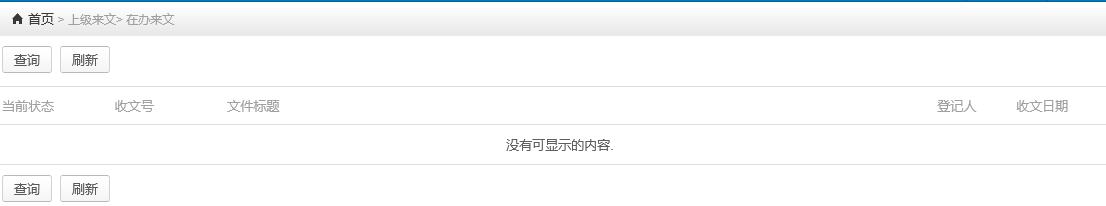 首页 > 上级来文> 在办来文
查询 刷新
当前状态 收文号 文件标题 登记人 收文日期
没有可显示的内容.
查询 刷新